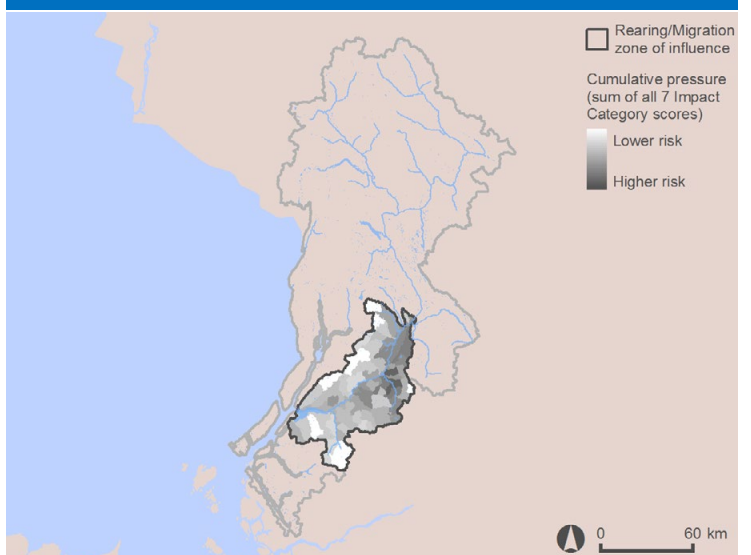 Rearing/Migration
zone of influence
Cumulative pressure
(sum of all 7 Impact
Category scores)
Lower risk
Higher risk
0 60 km